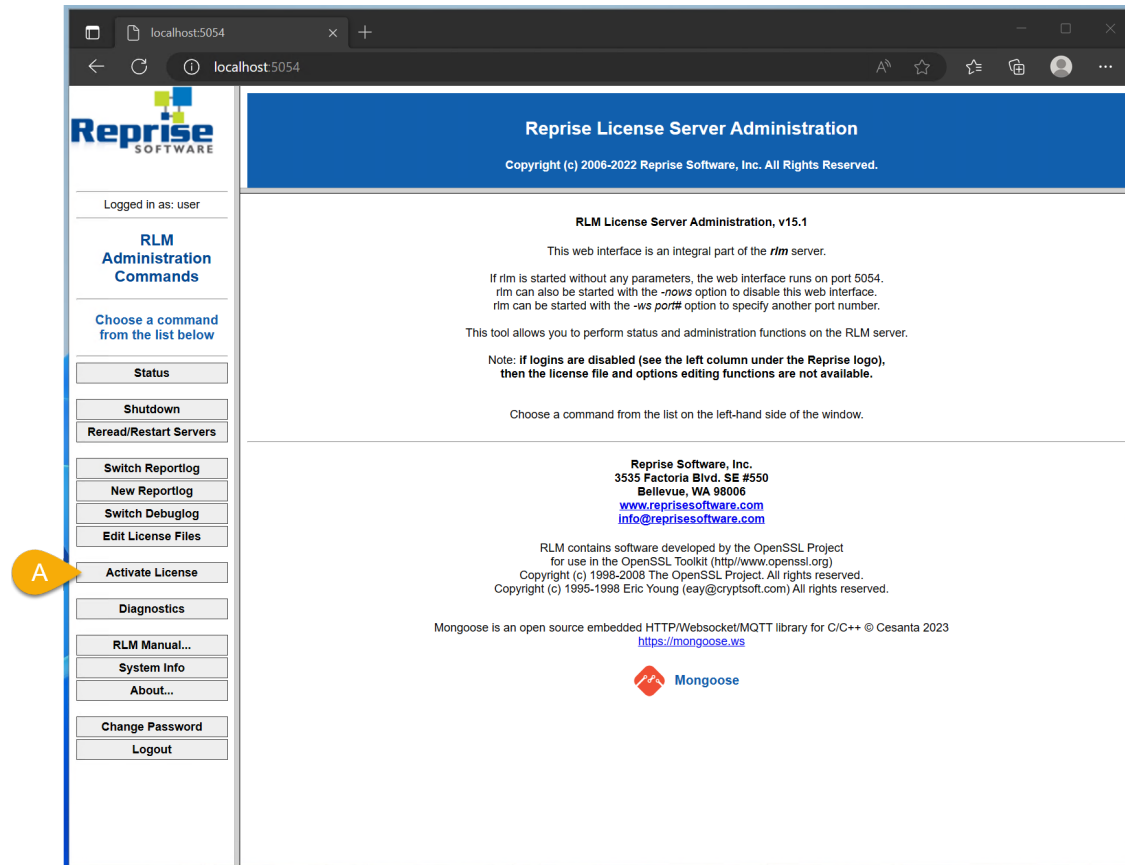 localhost:5054
localhost:5054
Reprise
SOFTWARE
Logged in as: user
RLM
Administration
Commands
Choose a command
from the list below
Status
Shutdown
Reread/Restart Servers
Switch Reportlog
New Reportlog
Switch Debuglog
Edit License Files
A
Activate License
Diagnostics
RLM Manual...
System Info
About...
Change Password
Logout
Reprise License Server Administration
Copyright (c) 2006-2022 Reprise Software, Inc. All Rights Reserved.
RLM License Server Administration, v15.1
This web interface is an integral part of the rlm server.
If rlm is started without any parameters, the web interface runs on port 5054.
rlm can also be started with the -nows option to disable this web interface.
rlm can be started with the -ws port# option to specify another port number.
This tool allows you to perform status and administration functions on the RLM server.
Note: if logins are disabled (see the left column under the Reprise logo),
then the license file and options editing functions are not available.
Choose a command from the list on the left-hand side of the window.
Reprise Software, Inc.
3535 Factoria Blvd. SE #550
Bellevue, WA 98006
www.reprisesoftware.com
info@reprisesoftware.com
RLM contains software developed by the OpenSSL Project
for use in the OpenSSL Toolkit (http//www.openssl.org)
Copyright (c) 1998-2008 The OpenSSL Project. All rights reserved.
Copyright (c) 1995-1998 Eric Young (eay@cryptsoft.com) All rights reserved.
Mongoose is an open source embedded HTTP/Websocket/MQTT library for C/C++ © Cesanta 2023
https://mongoose.ws
Mongoose